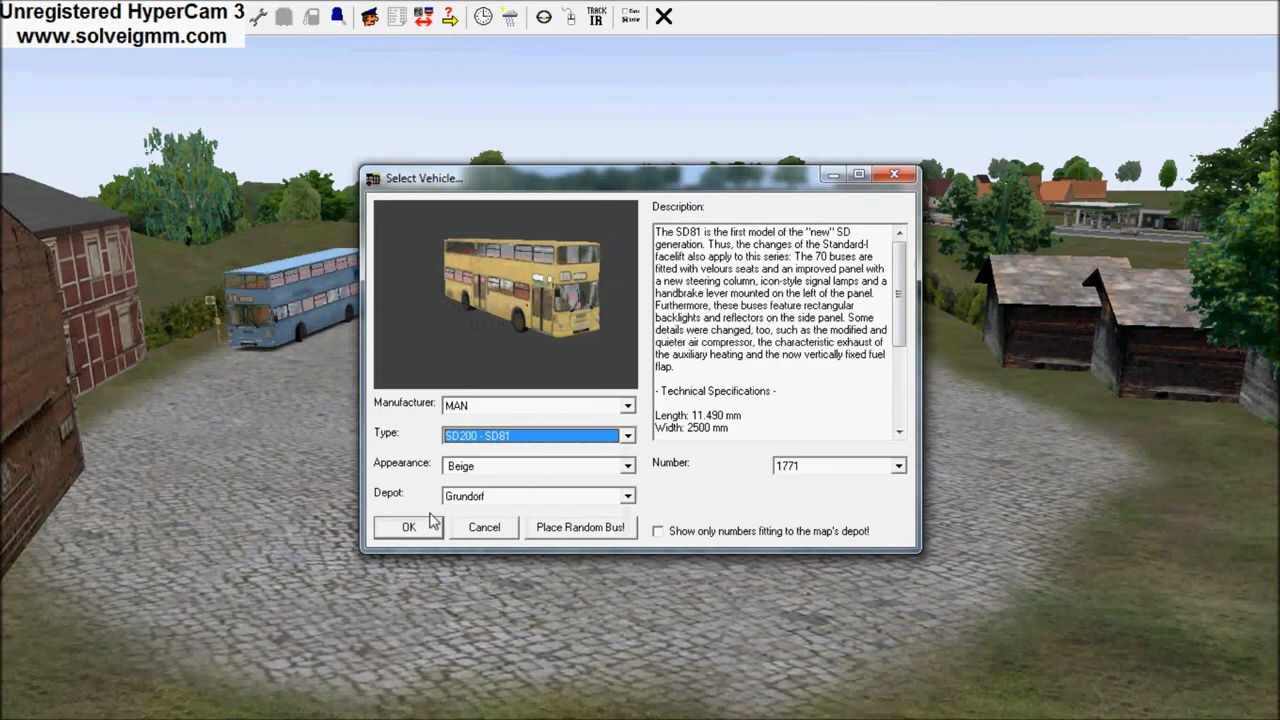 Unregistered HyperCam 3
www.solveigmm.com
TRACK
IR
Select Vehicle...
Description:
The SD81 is the first model of the "new" SD
generation. Thus, the changes of the Standard-I
facelift also apply to this series: The 70 buses are
fitted with velours seats and an improved panel with
a new steering column, icon-style signal lamps and a
handbrake lever mounted on the left of the panel.
Furthermore, these buses feature rectangular
backlights and reflectors on the side panel. Some
details were changed, too, such as the modified and
quieter air compressor, the characteristic exhaust of
the auxiliary heating and the now vertically fixed fuel
flap.
- Technical Specifications -
Length: 11.490 mm
Width: 2500 mm
Manufacturer: MAN
Type: SD200 - SD81
Appearance: Beige
Number: 1771
Depot: Grundorf
OK
Cancel
Place Random Bus!
Show only numbers fitting to the map's depot!